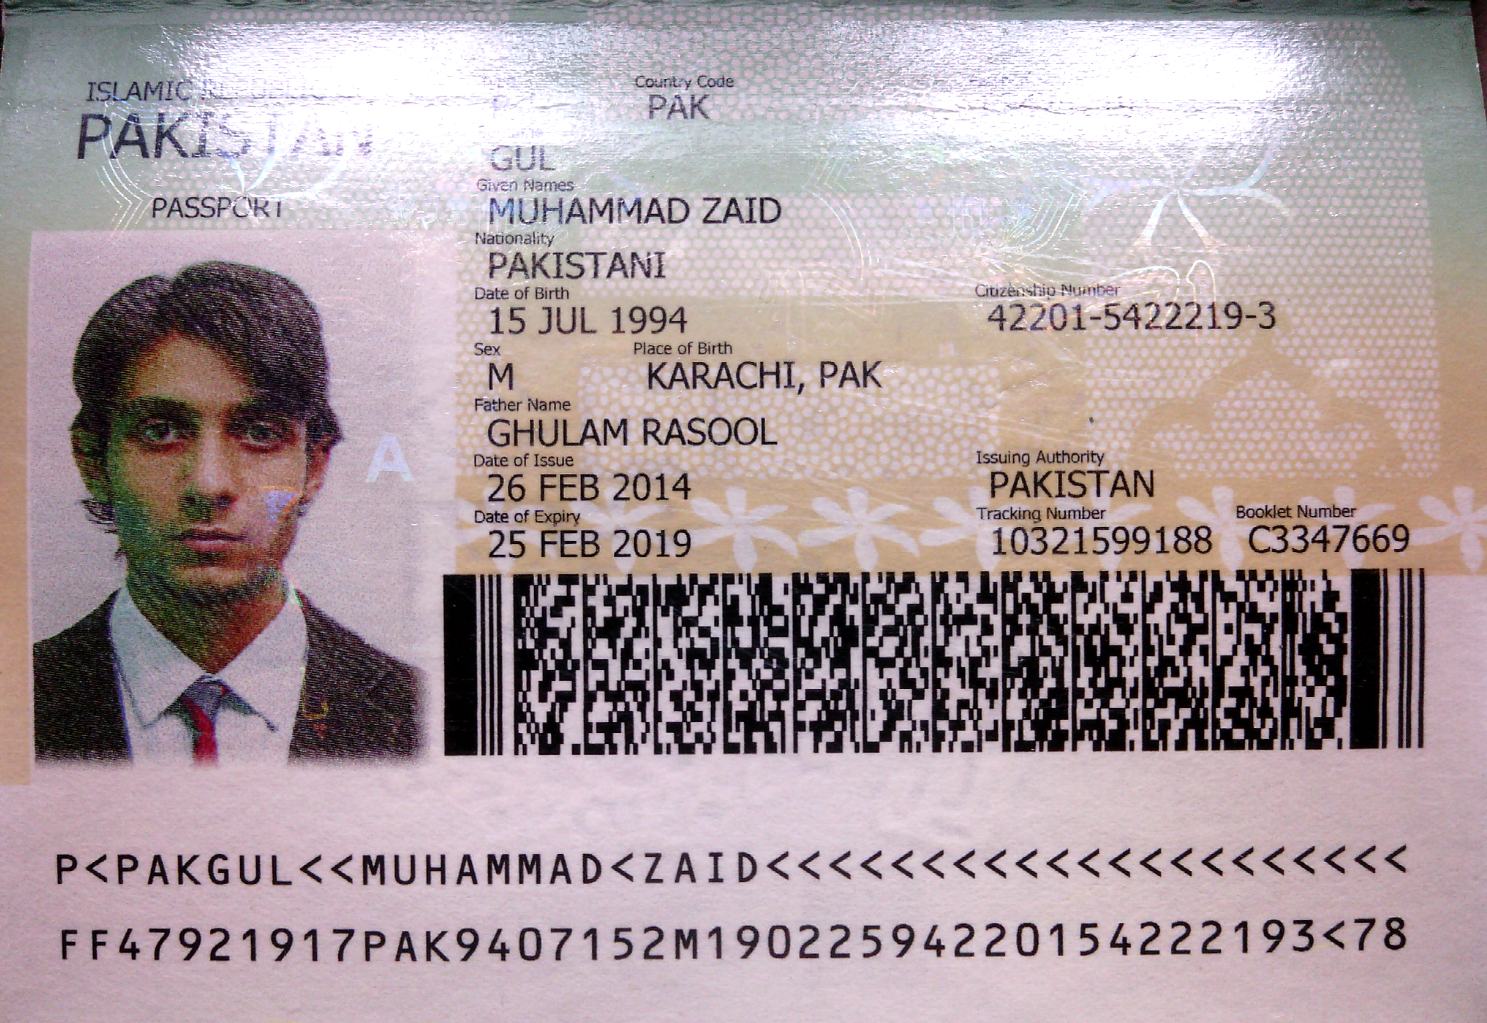 ISLAMIC REPUBLIC OF
PAKISTAN
PASSPORT
Country Code
P PAK
GUL
Given Names
MUHAMMAD ZAID
Nationality
PAKISTANI
Date of Birth Citizenship Number
15 JUL 1994 42201-5422219-3
Sex Place of Birth
M KARACHI, PAK
Father Name
GHULAM RASOOL
Date of Issue Issuing Authority
26 FEB 2014 PAKISTAN
Date of Expiry Tracking Number Booklet Number
25 FEB 2019 10321599188 C3347669
A
P<PAKGUL<<MUHAMMAD<ZAID<<<<<<<<<<<<<<<<<<<<<
FF47921917PAK9407152M19022594220154222193<78